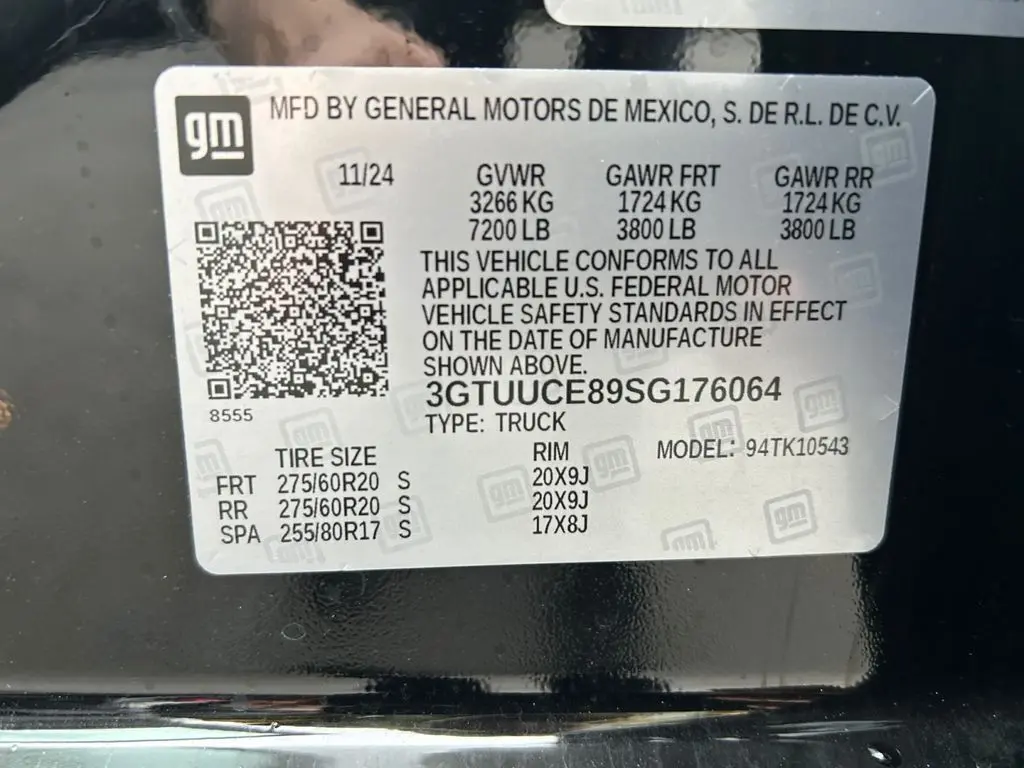 gm
MFD BY GENERAL MOTORS DE MEXICO, S. DE R.L. DE C.V.
11/24 GVWR GAWR FRT GAWR RR
3266 KG 1724 KG 1724 KG
7200 LB 3800 LB 3800 LB
THIS VEHICLE CONFORMS TO ALL
APPLICABLE U.S. FEDERAL MOTOR
VEHICLE SAFETY STANDARDS IN EFFECT
ON THE DATE OF MANUFACTURE
SHOWN ABOVE.
3GTUUCE89SG176064
8555
TYPE: TRUCK
TIRE SIZE RIM MODEL: 94TK10543
FRT 275/60R20 S 20X9J
RR 275/60R20 S 20X9J
SPA 255/80R17 S 17X8J